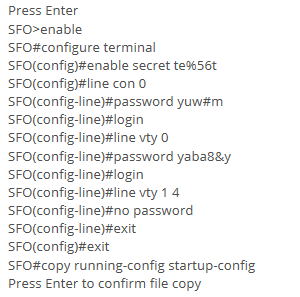 Press Enter
SFO>enable
SFO#configure terminal
SFO(config)#enable secret te%56t
SFO(config)#line con 0
SFO(config-line)#password yuw#m
SFO(config-line)#login
SFO(config-line)#line vty 0
SFO(config-line)#password yaba8&y
SFO(config-line)#login
SFO(config-line)#line vty 1 4
SFO(config-line)#no password
SFO(config-line)#exit
SFO(config)#exit
SFO#copy running-config startup-config
Press Enter to confirm file copy